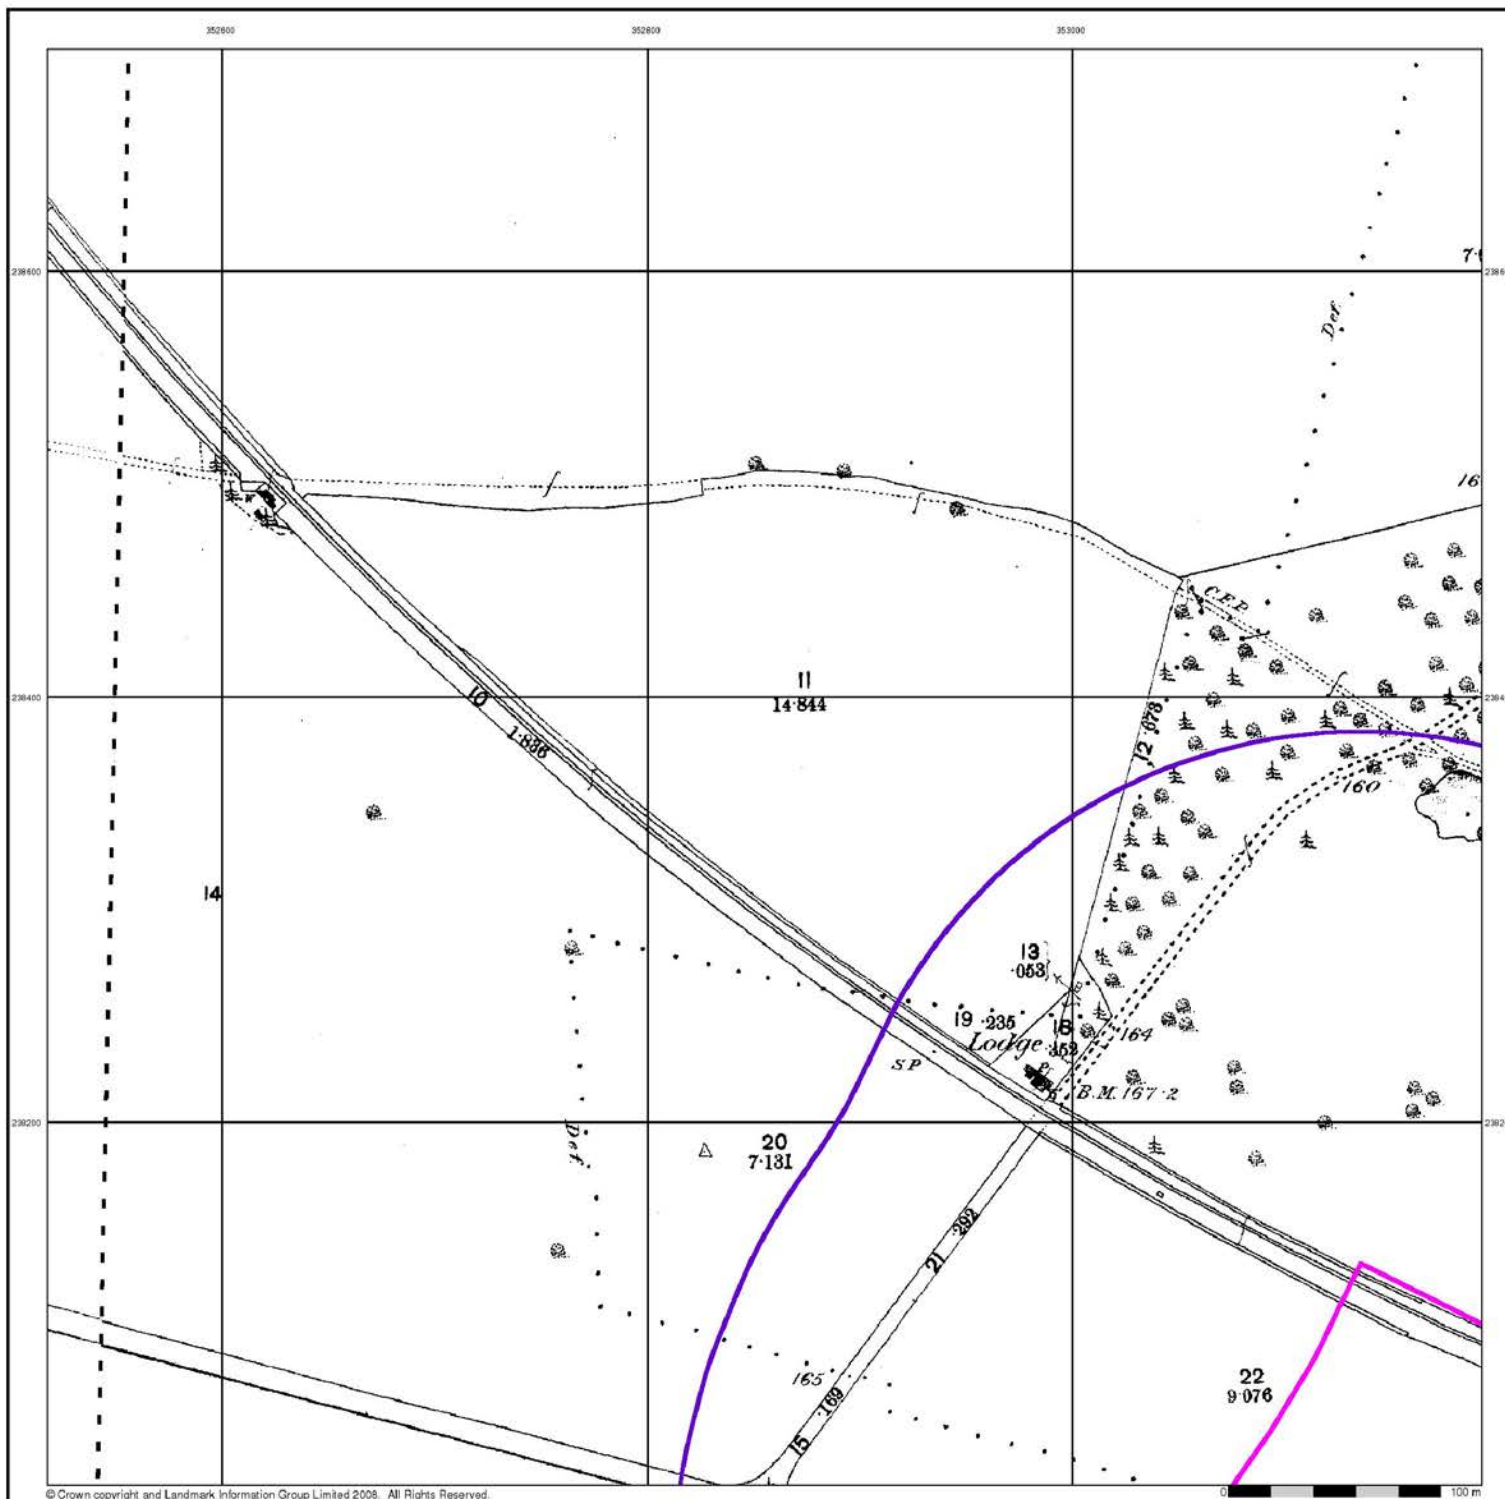 352600 352800 353000
238600
7·
Def.
16
C.F.P.
238400
11
14·844
10
1·836
12 ·078
160
14
13
·053
19 ·235
18
·352
Lodge
164
S.P
B.M. 167·2
238200
20
7·131
Def.
21 ·292
22
9·076
165
15 ·169
© Crown copyright and Landmark Information Group Limited 2008. All Rights Reserved.
0 100 m